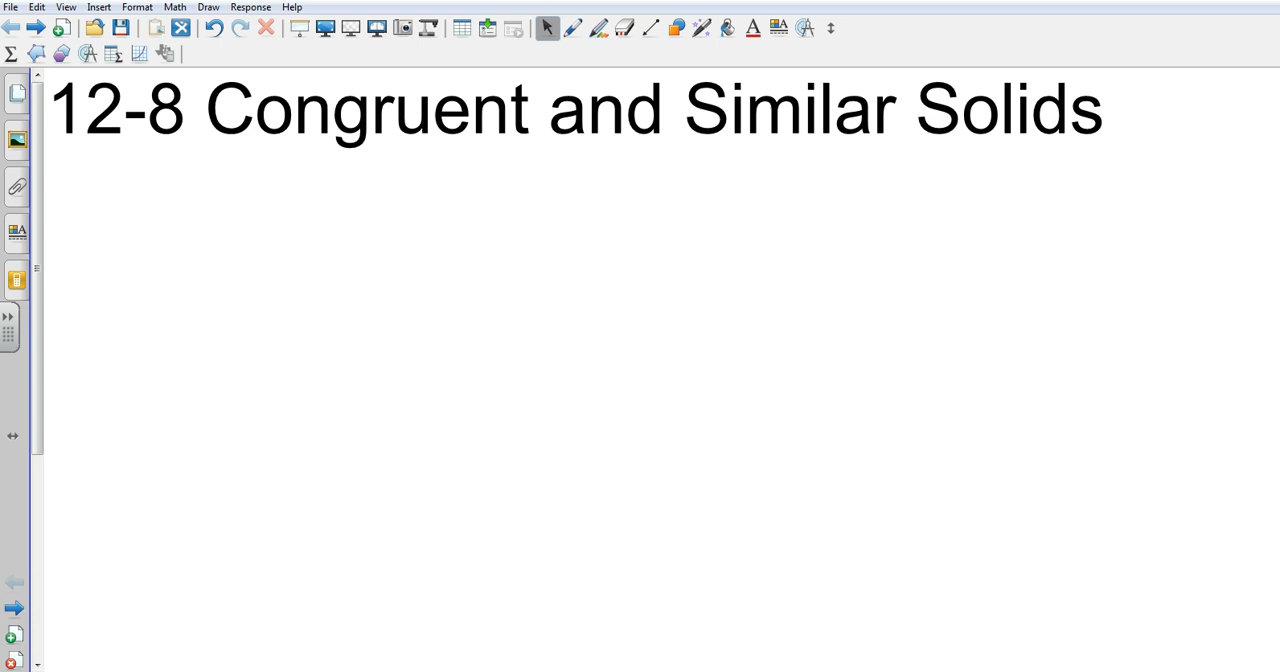 File Edit View Insert Format Math Draw Response Help
12-8 Congruent and Similar Solids